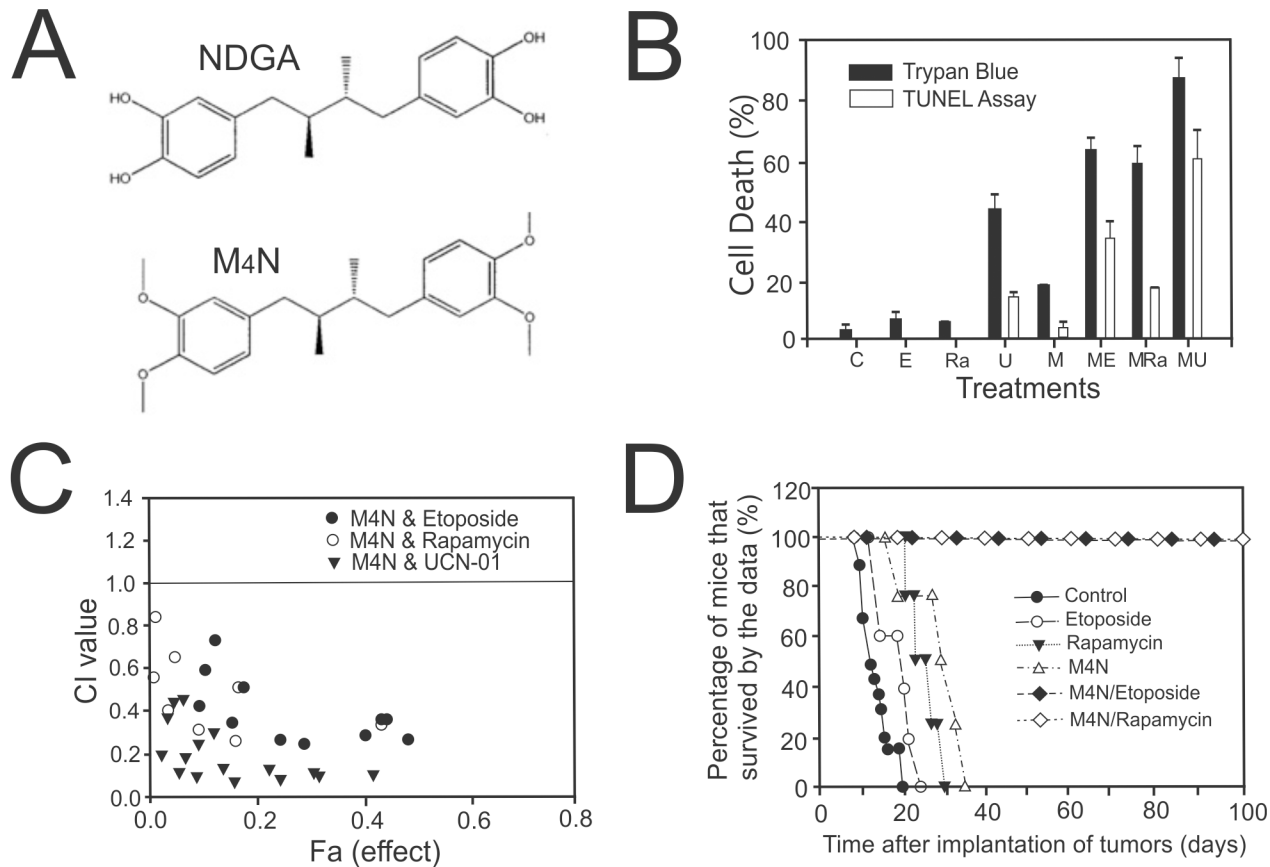 A
NDGA
HO
HO
OH
OH
M4N
O
O
O
O
B
100
80
60
40
20
0
Cell Death (%)
Trypan Blue
TUNEL Assay
C E Ra U M ME MRa MU
Treatments
C
1.4
1.2
1.0
0.8
0.6
0.4
0.2
0.0
CI value
M4N & Etoposide
M4N & Rapamycin
M4N & UCN-01
0.0 0.2 0.4 0.6 0.8
Fa (effect)
D
120
100
80
60
40
20
0
Percentage of mice that
survived by the data (%)
Control
Etoposide
Rapamycin
M4N
M4N/Etoposide
M4N/Rapamycin
0 20 40 60 80 100
Time after implantation of tumors (days)